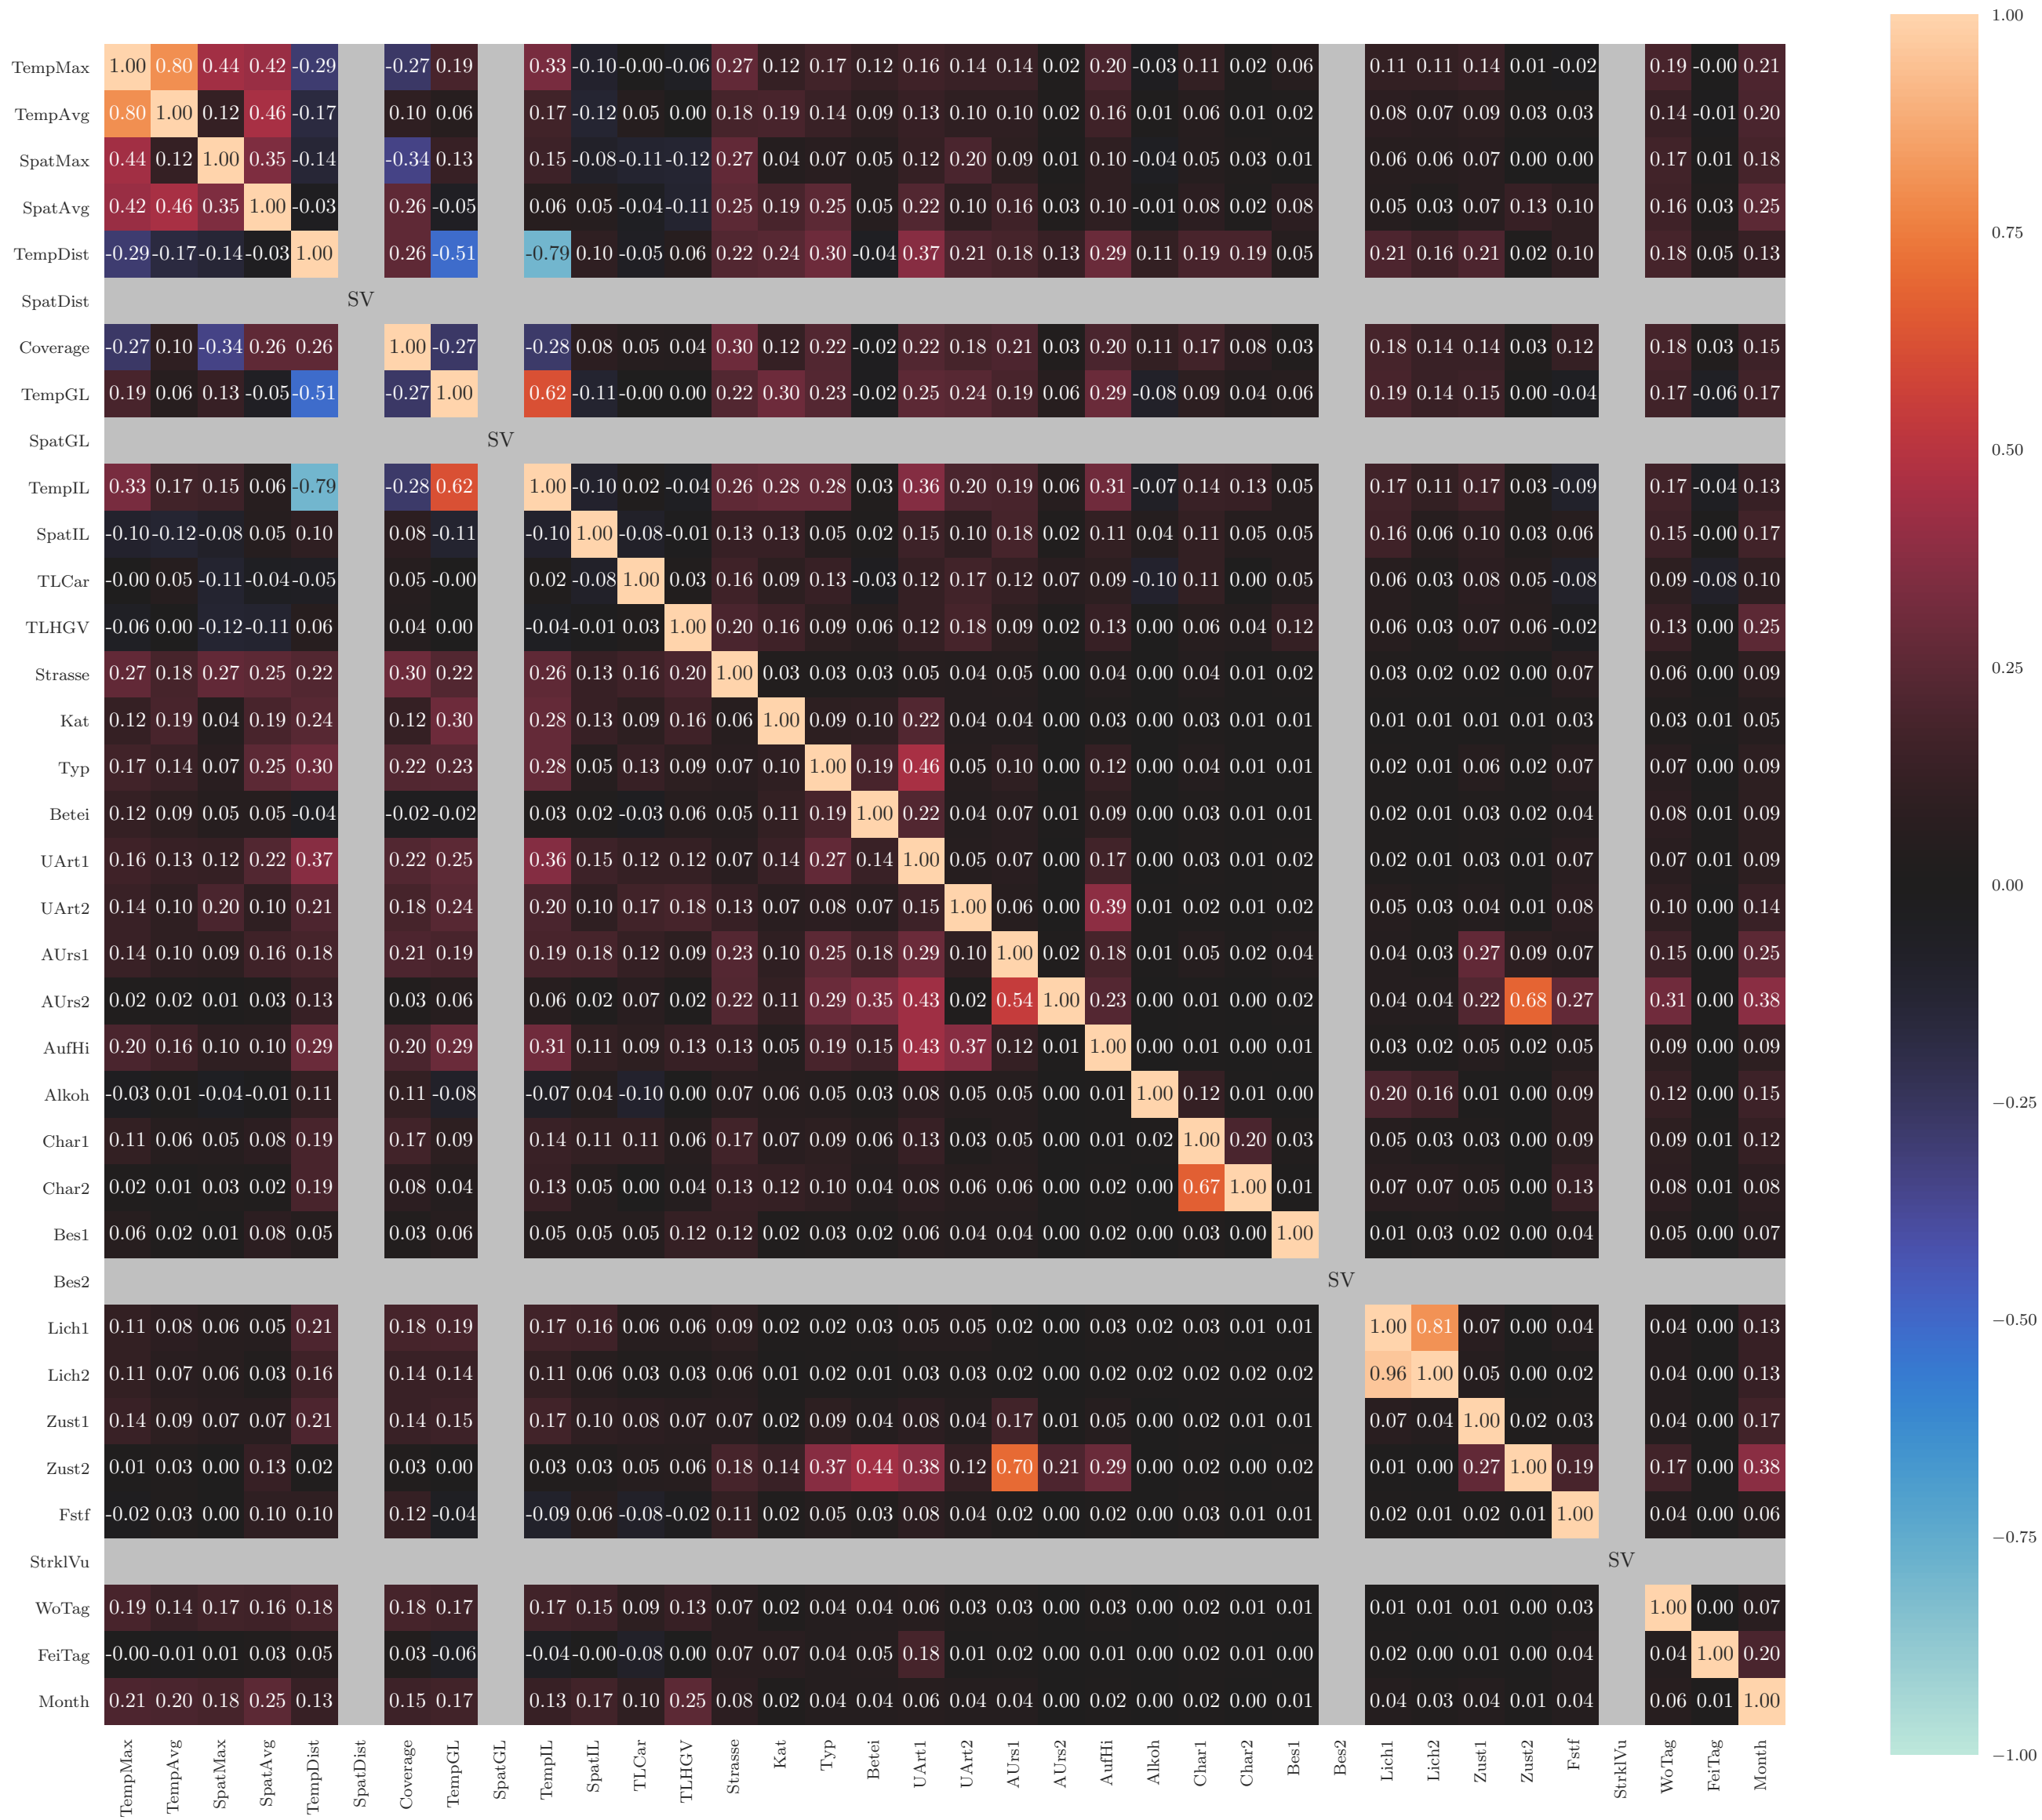 1.00
TempMax 1.00 0.80 0.44 0.42 -0.29 -0.27 0.19 0.33 -0.10 -0.00 -0.06 0.27 0.12 0.17 0.12 0.16 0.14 0.14 0.02 0.20 -0.03 0.11 0.02 0.06 0.11 0.11 0.14 0.01 -0.02 0.19 -0.00 0.21
TempAvg 0.80 1.00 0.12 0.46 -0.17 0.10 0.06 0.17 -0.12 0.05 0.00 0.18 0.19 0.14 0.09 0.13 0.10 0.10 0.02 0.16 0.01 0.06 0.01 0.02 0.08 0.07 0.09 0.03 0.03 0.14 -0.01 0.20
SpatMax 0.44 0.12 1.00 0.35 -0.14 -0.34 0.13 0.15 -0.08 -0.11 -0.12 0.27 0.04 0.07 0.05 0.12 0.20 0.09 0.01 0.10 -0.04 0.05 0.03 0.01 0.06 0.06 0.07 0.00 0.00 0.17 0.01 0.18
SpatAvg 0.42 0.46 0.35 1.00 -0.03 0.26 -0.05 0.06 0.05 -0.04 -0.11 0.25 0.19 0.25 0.05 0.22 0.10 0.16 0.03 0.10 -0.01 0.08 0.02 0.08 0.05 0.03 0.07 0.13 0.10 0.16 0.03 0.25
0.75
TempDist -0.29 -0.17 -0.14 -0.03 1.00 0.26 -0.51 -0.79 0.10 -0.05 0.06 0.22 0.24 0.30 -0.04 0.37 0.21 0.18 0.13 0.29 0.11 0.19 0.19 0.05 0.21 0.16 0.21 0.02 0.10 0.18 0.05 0.13
SpatDist SV
Coverage -0.27 0.10 -0.34 0.26 0.26 1.00 -0.27 -0.28 0.08 0.05 0.04 0.30 0.12 0.22 -0.02 0.22 0.18 0.21 0.03 0.20 0.11 0.17 0.08 0.03 0.18 0.14 0.14 0.03 0.12 0.18 0.03 0.15
TempGL 0.19 0.06 0.13 -0.05 -0.51 -0.27 1.00 0.62 -0.11 -0.00 0.00 0.22 0.30 0.23 -0.02 0.25 0.24 0.19 0.06 0.29 -0.08 0.09 0.04 0.06 0.19 0.14 0.15 0.00 -0.04 0.17 -0.06 0.17
SpatGL SV
0.50
TempIL 0.33 0.17 0.15 0.06 -0.79 -0.28 0.62 1.00 -0.10 0.02 -0.04 0.26 0.28 0.28 0.03 0.36 0.20 0.19 0.06 0.31 -0.07 0.14 0.13 0.05 0.17 0.11 0.17 0.03 -0.09 0.17 -0.04 0.13
SpatIL -0.10 -0.12 -0.08 0.05 0.10 0.08 -0.11 -0.10 1.00 -0.08 -0.01 0.13 0.13 0.05 0.02 0.15 0.10 0.18 0.02 0.11 0.04 0.11 0.05 0.05 0.16 0.06 0.10 0.03 0.06 0.15 -0.00 0.17
TLCar -0.00 0.05 -0.11 -0.04 -0.05 0.05 -0.00 0.02 -0.08 1.00 0.03 0.16 0.09 0.13 -0.03 0.12 0.17 0.12 0.07 0.09 -0.10 0.11 0.00 0.05 0.06 0.03 0.08 0.05 -0.08 0.09 -0.08 0.10
TLHGV -0.06 0.00 -0.12 -0.11 0.06 0.04 0.00 -0.04 -0.01 0.03 1.00 0.20 0.16 0.09 0.06 0.12 0.18 0.09 0.02 0.13 0.00 0.06 0.04 0.12 0.06 0.03 0.07 0.06 -0.02 0.13 0.00 0.25
Strasse 0.27 0.18 0.27 0.25 0.22 0.30 0.22 0.26 0.13 0.16 0.20 1.00 0.03 0.03 0.03 0.05 0.04 0.05 0.00 0.04 0.00 0.04 0.01 0.02 0.03 0.02 0.02 0.00 0.07 0.06 0.00 0.09
0.25
Kat 0.12 0.19 0.04 0.19 0.24 0.12 0.30 0.28 0.13 0.09 0.16 0.06 1.00 0.09 0.10 0.22 0.04 0.04 0.00 0.03 0.00 0.03 0.01 0.01 0.01 0.01 0.01 0.01 0.03 0.03 0.01 0.05
Typ 0.17 0.14 0.07 0.25 0.30 0.22 0.23 0.28 0.05 0.13 0.09 0.07 0.10 1.00 0.19 0.46 0.05 0.10 0.00 0.12 0.00 0.04 0.01 0.01 0.02 0.01 0.06 0.02 0.07 0.07 0.00 0.09
Betei 0.12 0.09 0.05 0.05 -0.04 -0.02 -0.02 0.03 0.02 -0.03 0.06 0.05 0.11 0.19 1.00 0.22 0.04 0.07 0.01 0.09 0.00 0.03 0.01 0.01 0.02 0.01 0.03 0.02 0.04 0.08 0.01 0.09
UArt1 0.16 0.13 0.12 0.22 0.37 0.22 0.25 0.36 0.15 0.12 0.12 0.07 0.14 0.27 0.14 1.00 0.05 0.07 0.00 0.17 0.00 0.03 0.01 0.02 0.02 0.01 0.03 0.01 0.07 0.07 0.01 0.09
0.00
UArt2 0.14 0.10 0.20 0.10 0.21 0.18 0.24 0.20 0.10 0.17 0.18 0.13 0.07 0.08 0.07 0.15 1.00 0.06 0.00 0.39 0.01 0.02 0.01 0.02 0.05 0.03 0.04 0.01 0.08 0.10 0.00 0.14
AUrs1 0.14 0.10 0.09 0.16 0.18 0.21 0.19 0.19 0.18 0.12 0.09 0.23 0.10 0.25 0.18 0.29 0.10 1.00 0.02 0.18 0.01 0.05 0.02 0.04 0.04 0.03 0.27 0.09 0.07 0.15 0.00 0.25
AUrs2 0.02 0.02 0.01 0.03 0.13 0.03 0.06 0.06 0.02 0.07 0.02 0.22 0.11 0.29 0.35 0.43 0.02 0.54 1.00 0.23 0.00 0.01 0.00 0.02 0.04 0.04 0.22 0.68 0.27 0.31 0.00 0.38
AufHi 0.20 0.16 0.10 0.10 0.29 0.20 0.29 0.31 0.11 0.09 0.13 0.13 0.05 0.19 0.15 0.43 0.37 0.12 0.01 1.00 0.00 0.01 0.00 0.01 0.03 0.02 0.05 0.02 0.05 0.09 0.00 0.09
Alkoh -0.03 0.01 -0.04 -0.01 0.11 0.11 -0.08 -0.07 0.04 -0.10 0.00 0.07 0.06 0.05 0.03 0.08 0.05 0.05 0.00 0.01 1.00 0.12 0.01 0.00 0.20 0.16 0.01 0.00 0.09 0.12 0.00 0.15
−0.25
Char1 0.11 0.06 0.05 0.08 0.19 0.17 0.09 0.14 0.11 0.11 0.06 0.17 0.07 0.09 0.06 0.13 0.03 0.05 0.00 0.01 0.02 1.00 0.20 0.03 0.05 0.03 0.03 0.00 0.09 0.09 0.01 0.12
Char2 0.02 0.01 0.03 0.02 0.19 0.08 0.04 0.13 0.05 0.00 0.04 0.13 0.12 0.10 0.04 0.08 0.06 0.06 0.00 0.02 0.00 0.67 1.00 0.01 0.07 0.07 0.05 0.00 0.13 0.08 0.01 0.08
Bes1 0.06 0.02 0.01 0.08 0.05 0.03 0.06 0.05 0.05 0.05 0.12 0.12 0.02 0.03 0.02 0.06 0.04 0.04 0.00 0.02 0.00 0.03 0.00 1.00 0.01 0.03 0.02 0.00 0.04 0.05 0.00 0.07
Bes2 SV
−0.50
Lich1 0.11 0.08 0.06 0.05 0.21 0.18 0.19 0.17 0.16 0.06 0.06 0.09 0.02 0.02 0.03 0.05 0.05 0.02 0.00 0.03 0.02 0.03 0.01 0.01 1.00 0.81 0.07 0.00 0.04 0.04 0.00 0.13
Lich2 0.11 0.07 0.06 0.03 0.16 0.14 0.14 0.11 0.06 0.03 0.03 0.06 0.01 0.02 0.01 0.03 0.03 0.02 0.00 0.02 0.02 0.02 0.02 0.02 0.96 1.00 0.05 0.00 0.02 0.04 0.00 0.13
Zust1 0.14 0.09 0.07 0.07 0.21 0.14 0.15 0.17 0.10 0.08 0.07 0.07 0.02 0.09 0.04 0.08 0.04 0.17 0.01 0.05 0.00 0.02 0.01 0.01 0.07 0.04 1.00 0.02 0.03 0.04 0.00 0.17
Zust2 0.01 0.03 0.00 0.13 0.02 0.03 0.00 0.03 0.03 0.05 0.06 0.18 0.14 0.37 0.44 0.38 0.12 0.70 0.21 0.29 0.00 0.02 0.00 0.02 0.01 0.00 0.27 1.00 0.19 0.17 0.00 0.38
Fstf -0.02 0.03 0.00 0.10 0.10 0.12 -0.04 -0.09 0.06 -0.08 -0.02 0.11 0.02 0.05 0.03 0.08 0.04 0.02 0.00 0.02 0.00 0.03 0.01 0.01 0.02 0.01 0.02 0.01 1.00 0.04 0.00 0.06
−0.75
StrklVu SV
WoTag 0.19 0.14 0.17 0.16 0.18 0.18 0.17 0.17 0.15 0.09 0.13 0.07 0.02 0.04 0.04 0.06 0.03 0.03 0.00 0.03 0.00 0.02 0.01 0.01 0.01 0.01 0.01 0.00 0.03 1.00 0.00 0.07
FeiTag -0.00 -0.01 0.01 0.03 0.05 0.03 -0.06 -0.04 -0.00 -0.08 0.00 0.07 0.07 0.04 0.05 0.18 0.01 0.02 0.00 0.01 0.00 0.02 0.01 0.00 0.02 0.00 0.01 0.00 0.04 0.04 1.00 0.20
Month 0.21 0.20 0.18 0.25 0.13 0.15 0.17 0.13 0.17 0.10 0.25 0.08 0.02 0.04 0.04 0.06 0.04 0.04 0.00 0.02 0.00 0.02 0.00 0.01 0.04 0.03 0.04 0.01 0.04 0.06 0.01 1.00
−1.00
TempMax TempAvg SpatMax SpatAvg TempDist SpatDist Coverage TempGL SpatGL TempIL SpatIL TLCar TLHGV Strasse Kat Typ Betei UArt1 UArt2 AUrs1 AUrs2 AufHi Alkoh Char1 Char2 Bes1 Bes2 Lich1 Lich2 Zust1 Zust2 Fstf StrklVu WoTag FeiTag Month